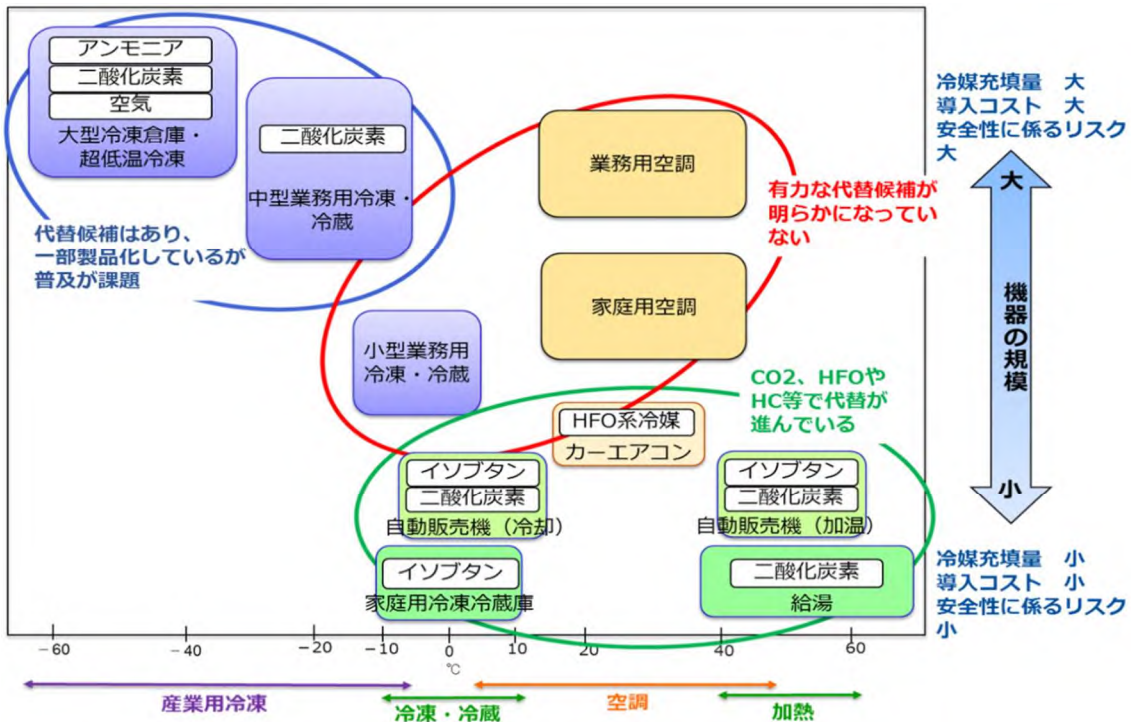 アンモニア
二酸化炭素
空気
大型冷凍倉庫・
超低温冷凍
二酸化炭素
中型業務用冷凍・
冷蔵
代替候補はあり、
一部製品化しているが
普及が課題
業務用空調
有力な代替候補が
明らかになってい
ない
家庭用空調
小型業務用
冷凍・冷蔵
CO2、HFOや
HC等で代替が
進んでいる
HFO系冷媒
カーエアコン
イソブタン
二酸化炭素
自動販売機（冷却）
イソブタン
二酸化炭素
自動販売機（加温）
イソブタン
家庭用冷凍冷蔵庫
二酸化炭素
給湯
冷媒充填量　大
導入コスト　大
安全性に係るリスク
大
大
機器の規模
小
冷媒充填量　小
導入コスト　小
安全性に係るリスク
小
-60 -40 -20 -10 0 10 20 40 60
℃
産業用冷凍
冷凍・冷蔵
空調
加熱